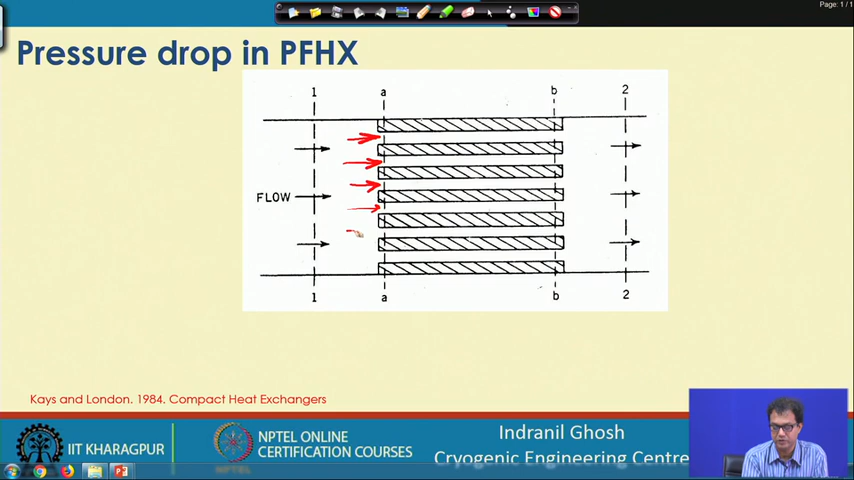 Page: 1 / 1
Pressure drop in PFHX
1 a b 2
FLOW
1 a b 2
Kays and London. 1984. Compact Heat Exchangers
IIT KHARAGPUR
NPTEL ONLINE
CERTIFICATION COURSES
NPTEL
Indranil Ghosh
Cryogenic Engineering Centre